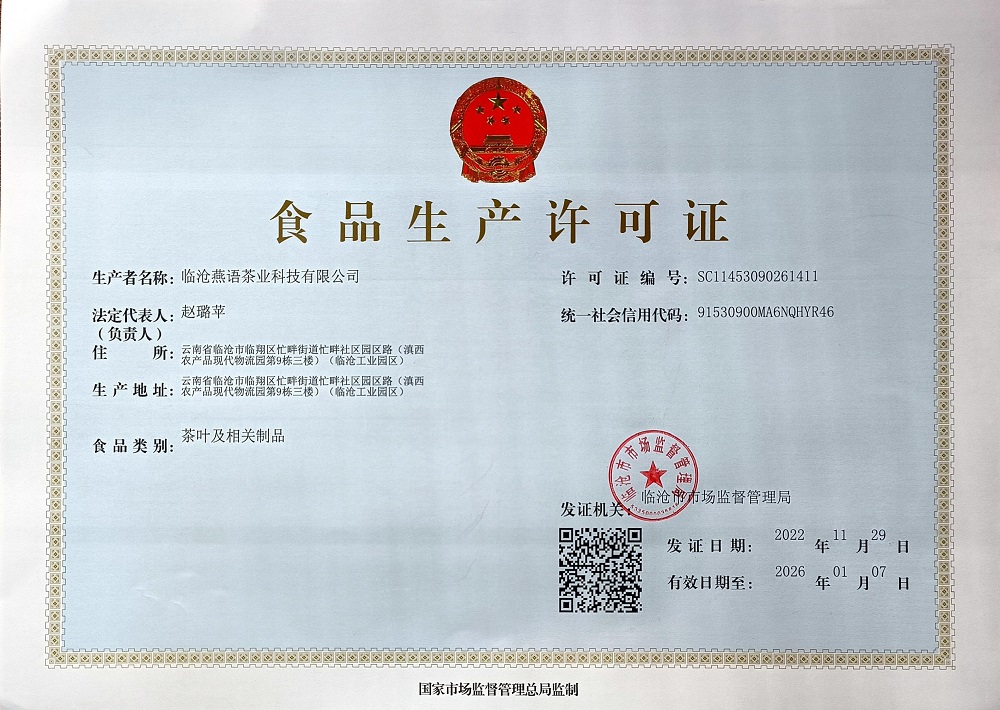 食品生产许可证
生产者名称：临沧燕语茶业科技有限公司
许可证编号：SC11453090261411
法定代表人：赵璐苹
（负责人）
统一社会信用代码：91530900MA6NQHYR46
住所：云南省临沧市临翔区忙畔街道忙畔社区园区路（滇西
农产品现代物流园第9栋三楼）（临沧工业园区）
生产地址：云南省临沧市临翔区忙畔街道忙畔社区园区路（滇西
农产品现代物流园第9栋三楼）（临沧工业园区）
食品类别：茶叶及相关制品
临沧市市场监督管理局
发证机关：临沧市市场监督管理局
发证日期：2022年11月29日
有效日期至：2026年01月07日
国家市场监督管理总局监制